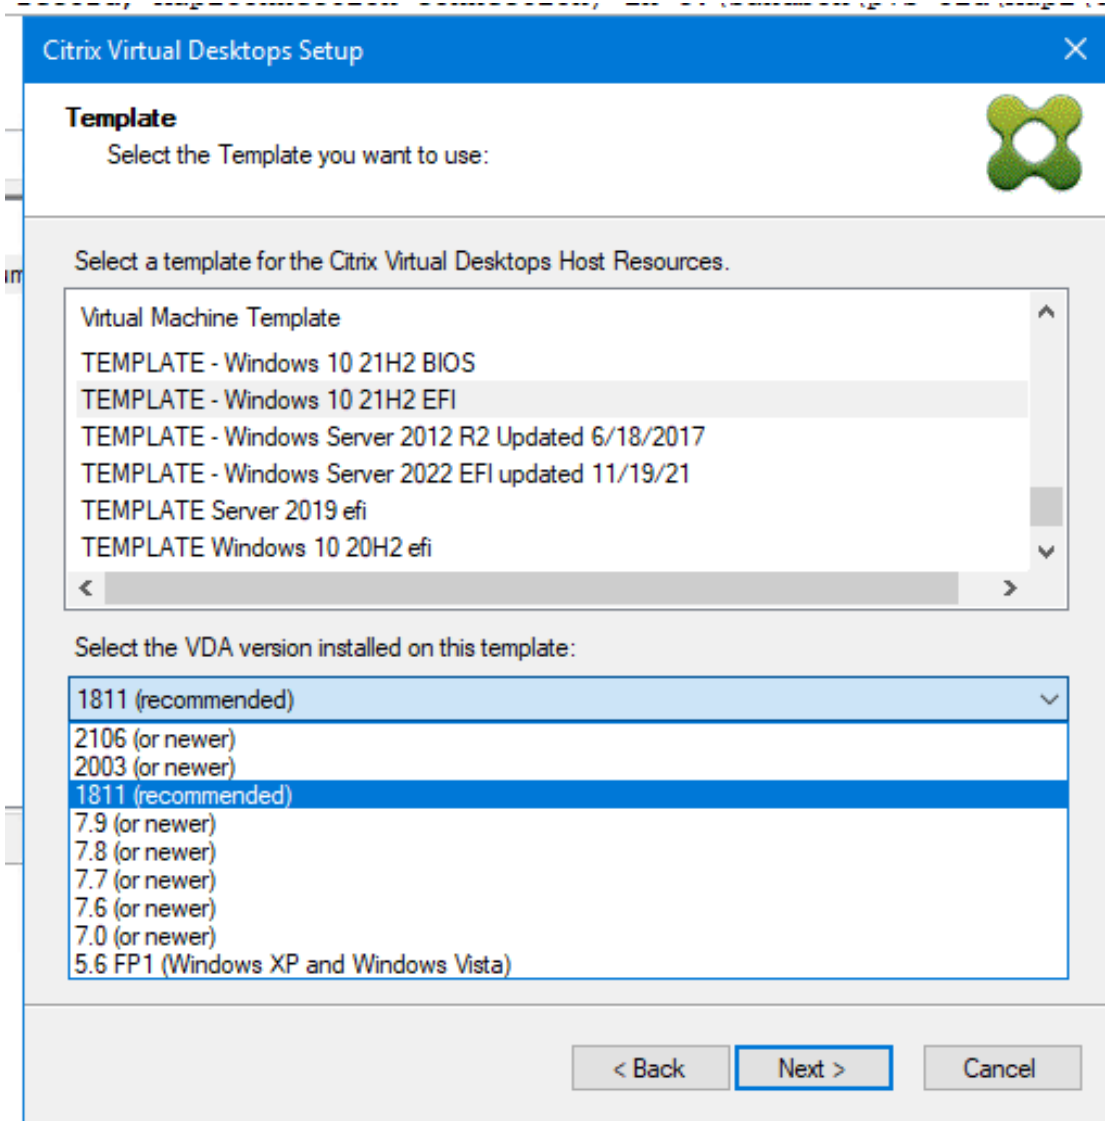 Citrix Virtual Desktops Setup
Template
Select the Template you want to use:
Select a template for the Citrix Virtual Desktops Host Resources.
Virtual Machine Template
TEMPLATE - Windows 10 21H2 BIOS
TEMPLATE - Windows 10 21H2 EFI
TEMPLATE - Windows Server 2012 R2 Updated 6/18/2017
TEMPLATE - Windows Server 2022 EFI updated 11/19/21
TEMPLATE Server 2019 efi
TEMPLATE Windows 10 20H2 efi
Select the VDA version installed on this template:
1811 (recommended)
2106 (or newer)
2003 (or newer)
1811 (recommended)
7.9 (or newer)
7.8 (or newer)
7.7 (or newer)
7.6 (or newer)
7.0 (or newer)
5.6 FP1 (Windows XP and Windows Vista)
< Back Next > Cancel